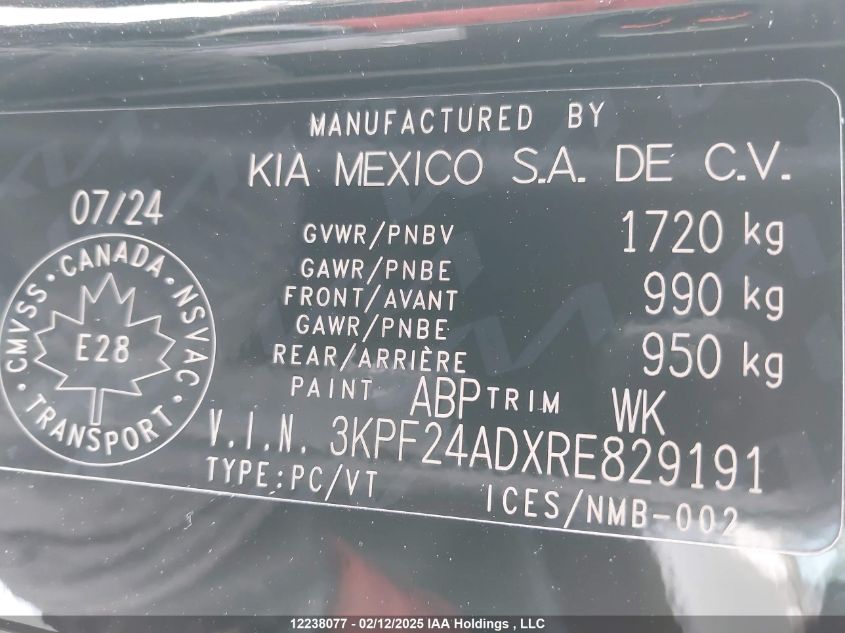 MANUFACTURED BY
KIA MEXICO S.A. DE C.V.
07/24
GVWR/PNBV 1720 kg
GAWR/PNBE
FRONT/AVANT 990 kg
GAWR/PNBE
REAR/ARRIÈRE 950 kg
PAINT ABP TRIM WK
V.I.N. 3KPF24ADXRE829191
TYPE:PC/VT ICES/NMB-002
CMVSS · CANADA · NSVAC ·
E28
TRANSPORT
12238077 - 02/12/2025 IAA Holdings , LLC